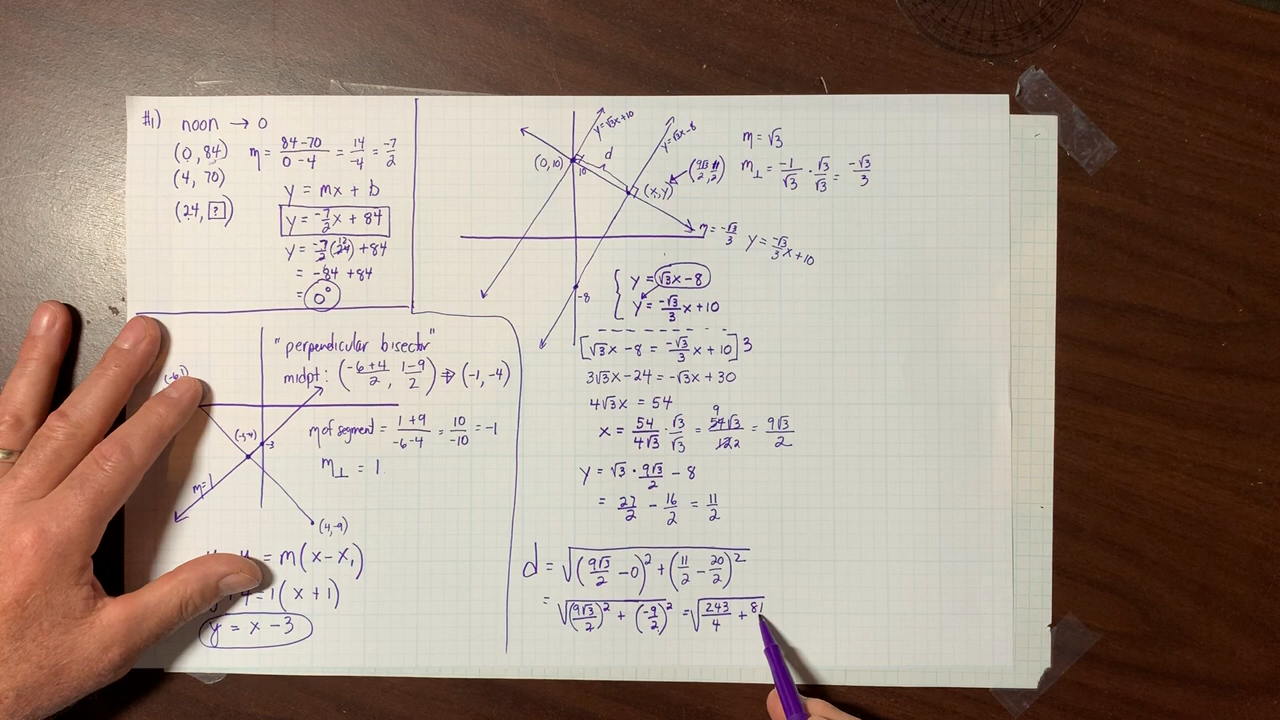 #1) noon → 0
(0, 84) m = 84-70 / 0-4 = 14/-4 = -7/2
(4, 70)
y = mx + b
(24, ?)
y = -7/2 x + 84
y = -7/2 (24) + 84
12
= -84 + 84
= 0°
"perpendicular bisector"
midpt: (-6+4 / 2, 1-9 / 2) → (-1, -4)
m of segment = 1+9 / -6-4 = 10/-10 = -1
m⊥ = 1
(-1,-4)
-3
m=1
(4,-9)
= m(x-x₁)
= 1(x+1)
y = x - 3
y=√3x+10
y=√3x-8
d
(0, 10)
10
(x, y)
(9√3/2, 11/2)
-8
m = √3
m⊥ = -1/√3 · √3/√3 = -√3/3
m = -√3/3
y = -√3/3 x + 10
{ y = √3x - 8
y = -√3/3 x + 10
[√3x - 8 = -√3/3 x + 10] 3
3√3x - 24 = -√3x + 30
4√3x = 54
x = 54/4√3 · √3/√3 = 54√3/12 = 9√3/2
9
2
y = √3 · 9√3/2 - 8
= 27/2 - 16/2 = 11/2
d = √(9√3/2 - 0)² + (11/2 - 20/2)²
= √(9√3/2)² + (-9/2)² = √243/4 + 81